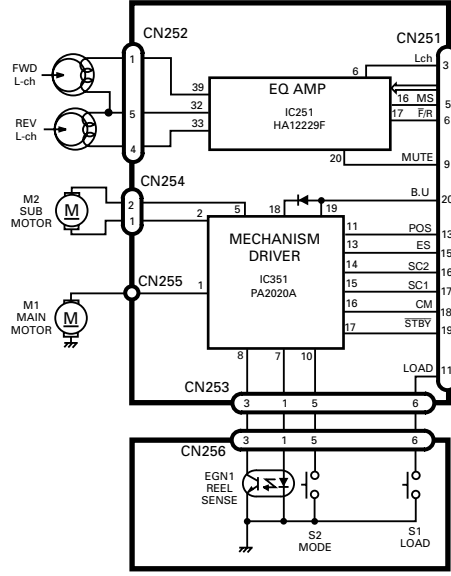 CN252
CN251
FWD
L-ch
REV
L-ch
1
5
4
39
32
33
EQ AMP
IC251
HA12229F
6
Lch
3
16
MS
5
17
F/R
6
20
MUTE
9
CN254
M2
SUB
MOTOR
M
2
1
5
2
18
19
B.U
20
MECHANISM
DRIVER
IC351
PA2020A
11
POS
13
13
ES
15
14
SC2
16
15
SC1
17
16
CM
18
17
STBY
19
CN255
M1
MAIN
MOTOR
M
1
8
7
10
LOAD
11
CN253
3
1
5
6
CN256
3
1
5
6
EGN1
REEL
SENSE
S2
MODE
S1
LOAD